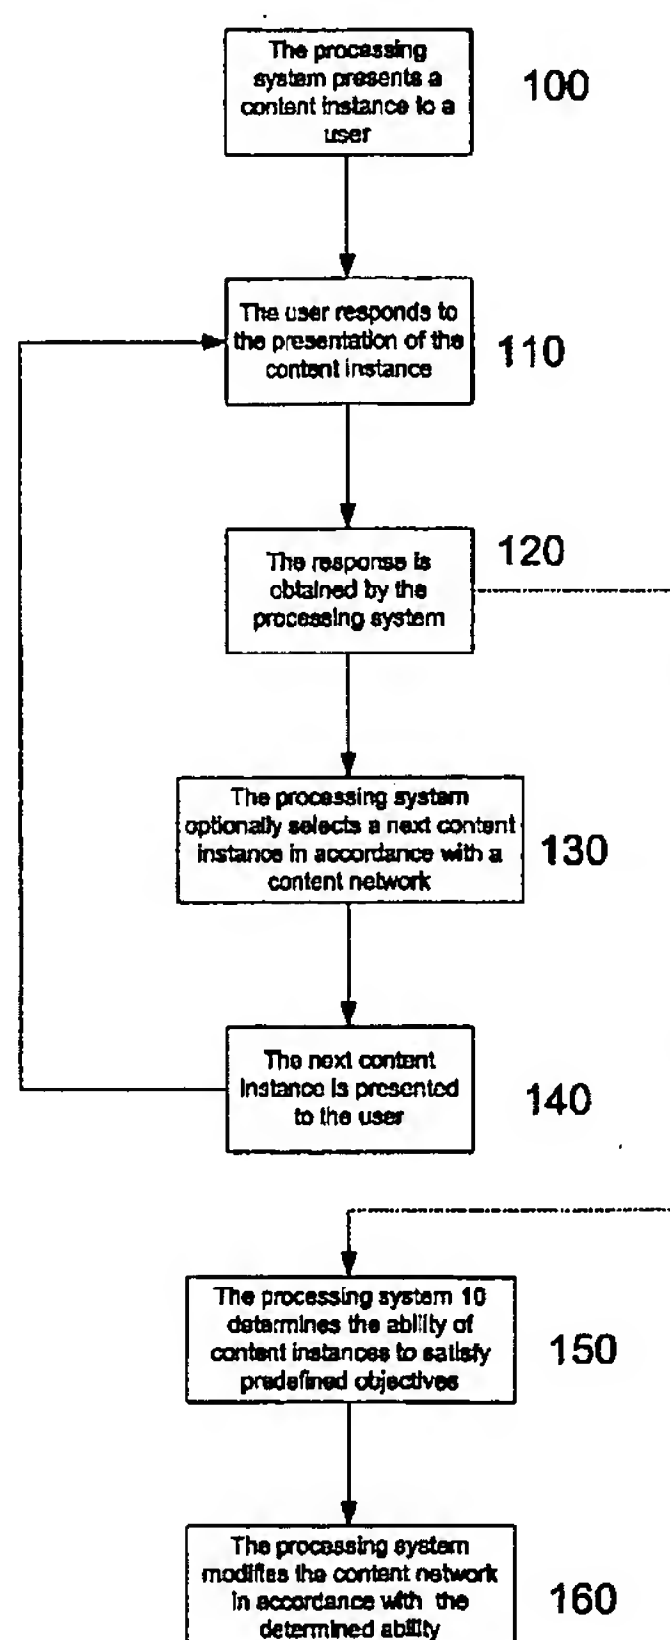 The processing
system presents a
content instance to a
user
100
The user responds to
the presentation of the
content instance
110
The response is
obtained by the
processing system
120
The processing system
optionally selects a next content
instance in accordance with a
content network
130
The next content
instance is presented
to the user
140
The processing system 10
determines the ability of
content instances to satisfy
predefined objectives
150
The processing system
modifies the content network
in accordance with the
determined ability
160